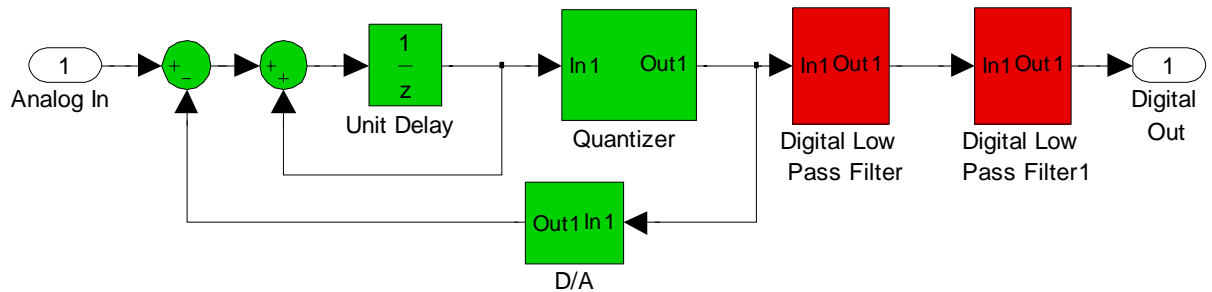 1
Analog In
+
−
+
+
1
z
Unit Delay
In1 Out1
Quantizer
In1 Out1
Digital Low
Pass Filter
In1 Out1
Digital Low
Pass Filter1
1
Digital
Out
Out1 In1
D/A